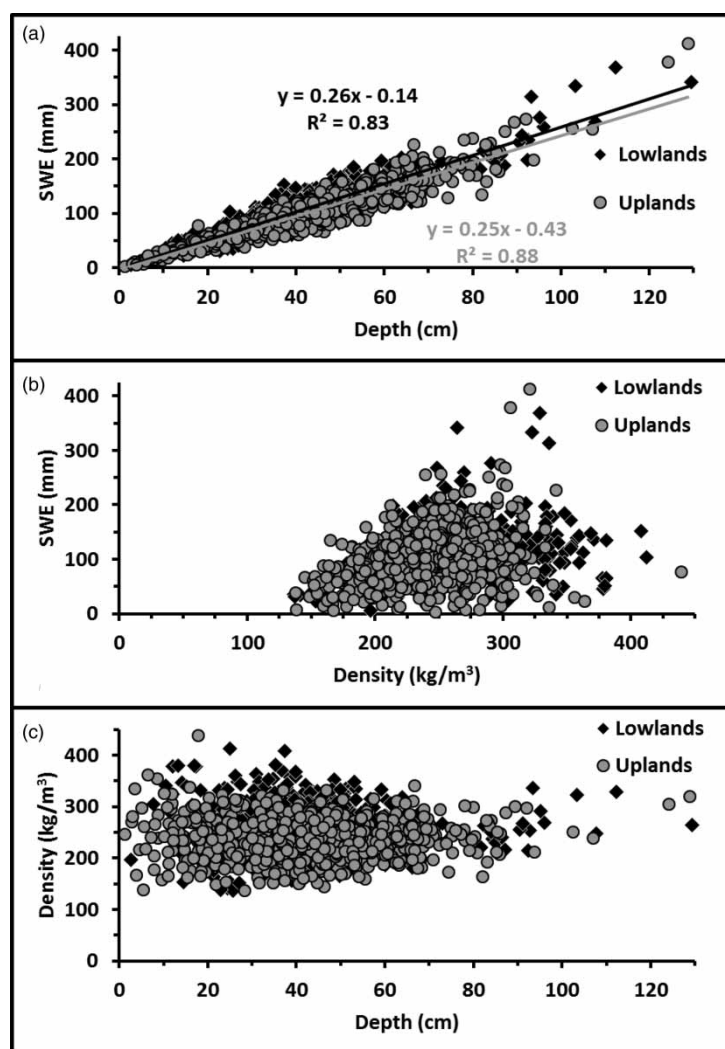 (a)
400
300
200
100
0
SWE (mm)
y = 0.26x - 0.14
R² = 0.83
Lowlands
Uplands
y = 0.25x - 0.43
R² = 0.88
0 20 40 60 80 100 120
Depth (cm)
(b)
400
300
200
100
0
SWE (mm)
Lowlands
Uplands
0 100 200 300 400
Density (kg/m³)
(c)
400
300
200
100
0
Density (kg/m³)
Lowlands
Uplands
0 20 40 60 80 100 120
Depth (cm)